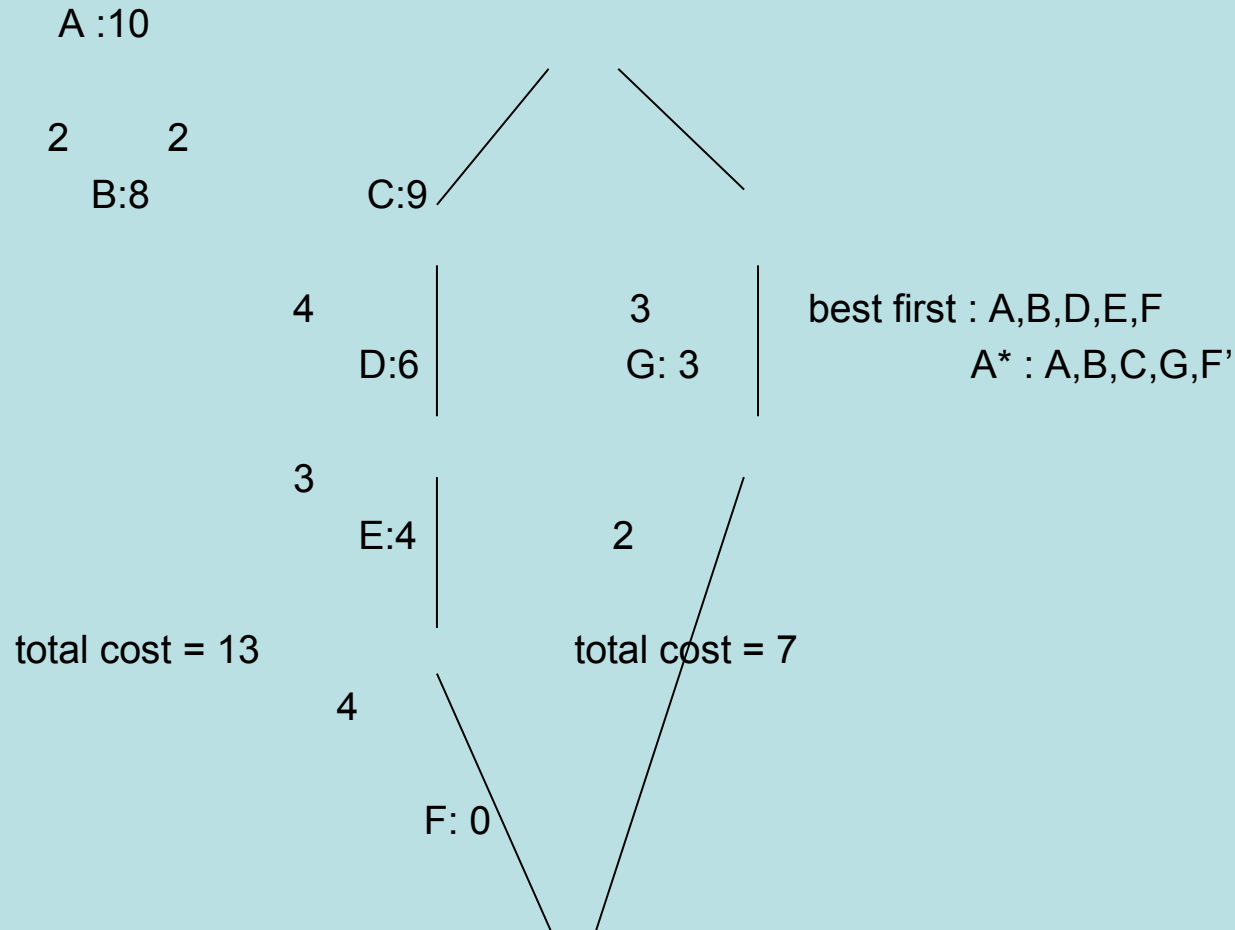 A :10
2 2
B:8 C:9
4 3 best first : A,B,D,E,F
D:6 G: 3 A* : A,B,C,G,F’
3
E:4 2
total cost = 13 total cost = 7
4
F: 0